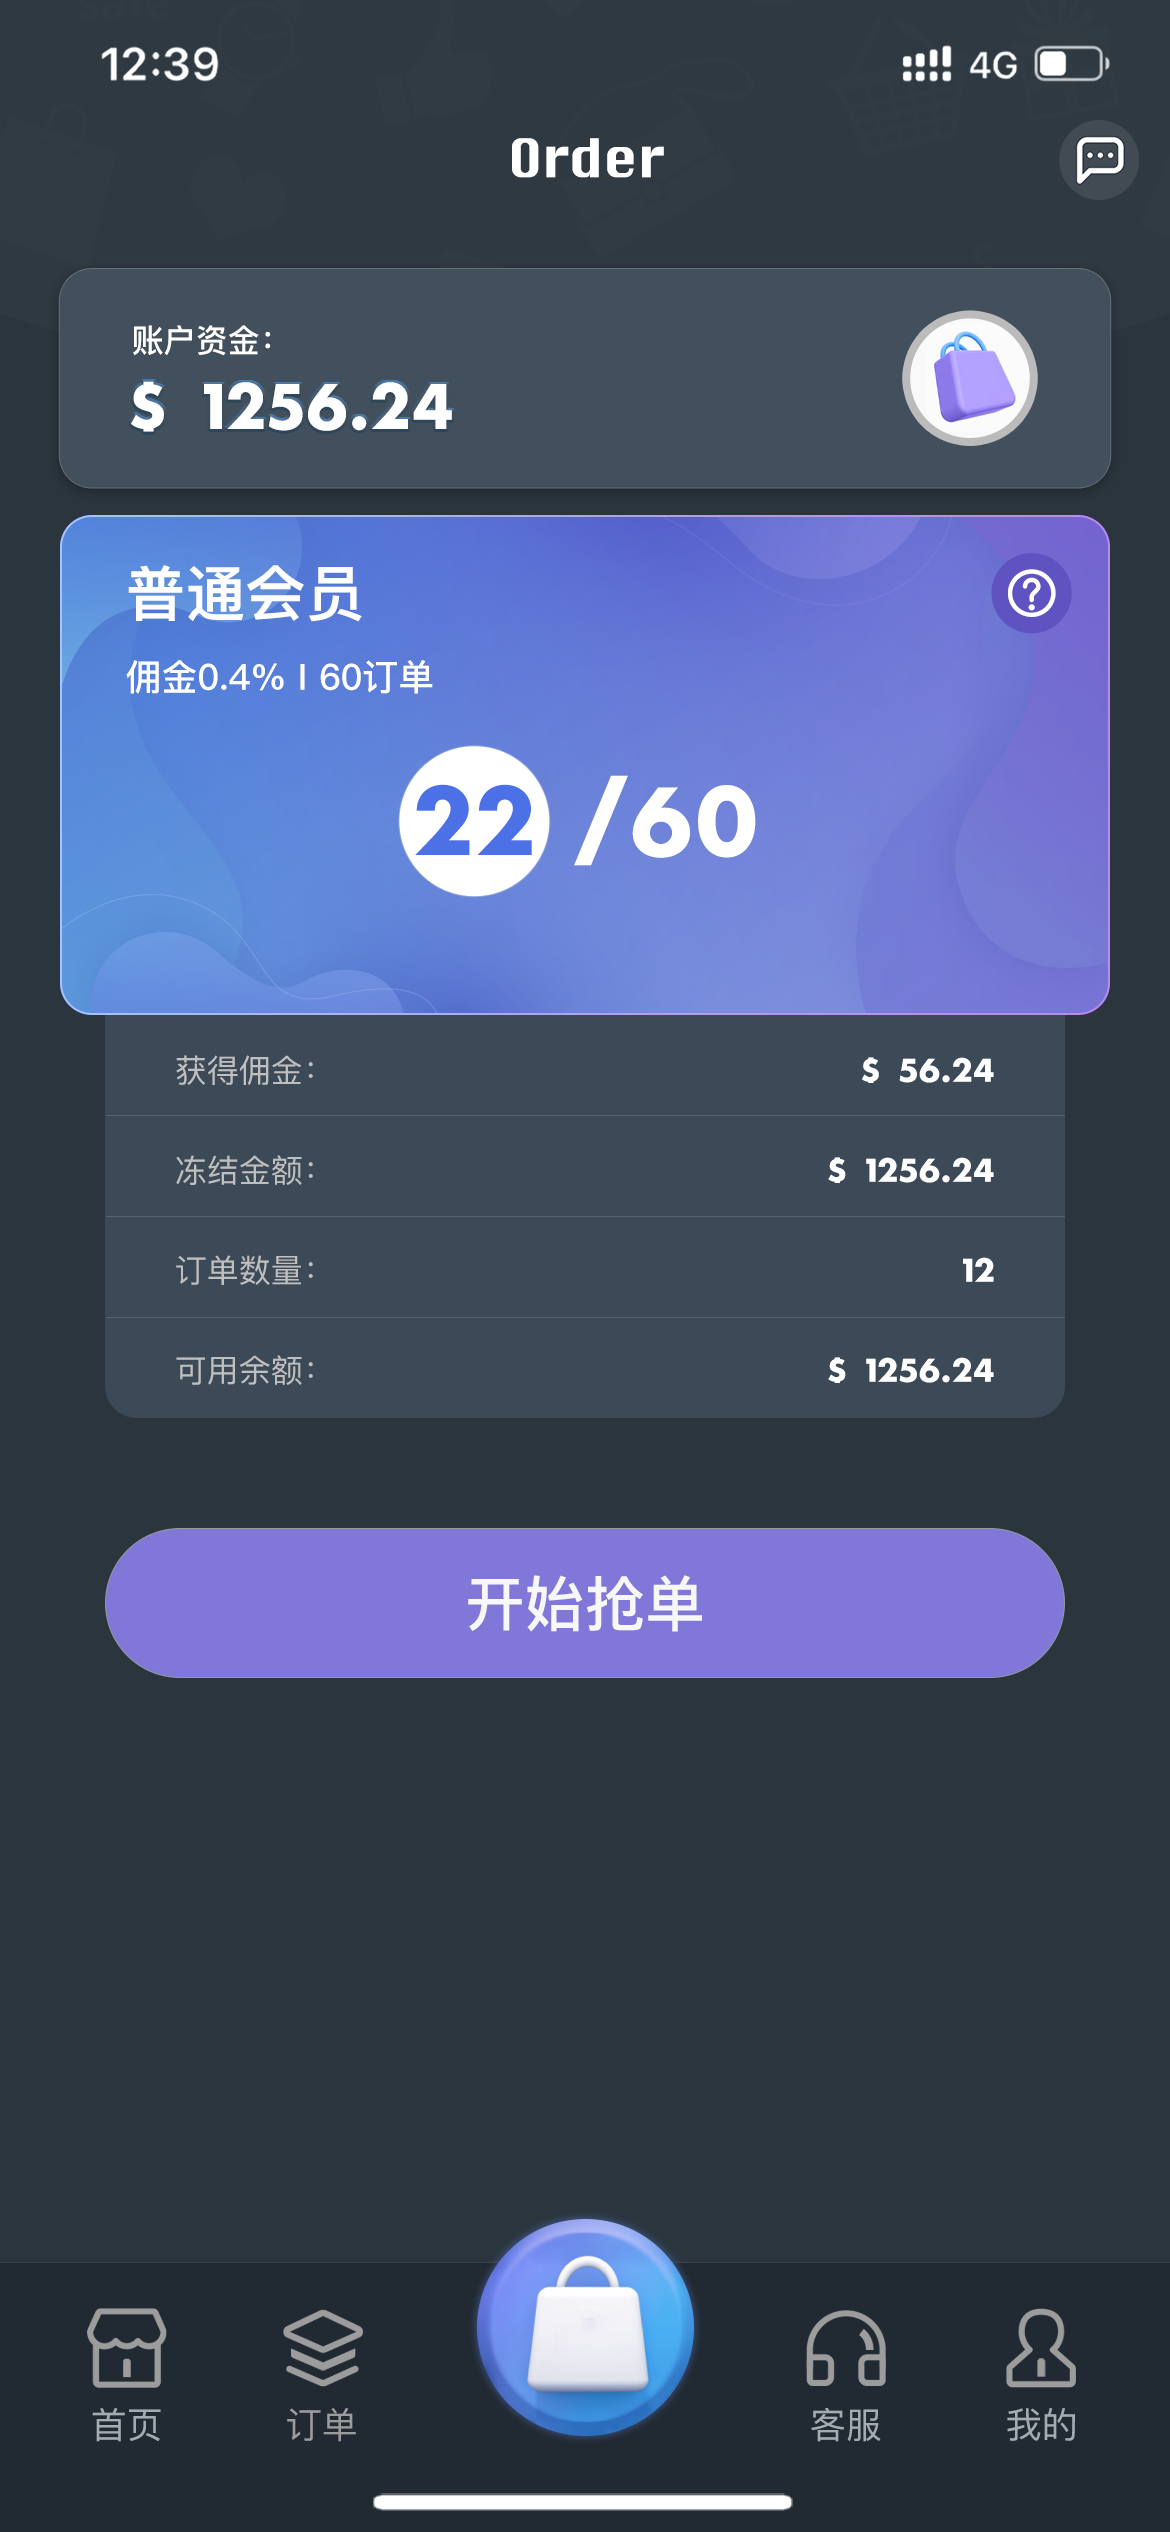 safe
12:39
4G
Order
账户资金：
$ 1256.24
普通会员
佣金0.4% I 60订单
22 /60
获得佣金： $ 56.24
冻结金额： $ 1256.24
订单数量： 12
可用余额： $ 1256.24
开始抢单
首页 订单 客服 我的